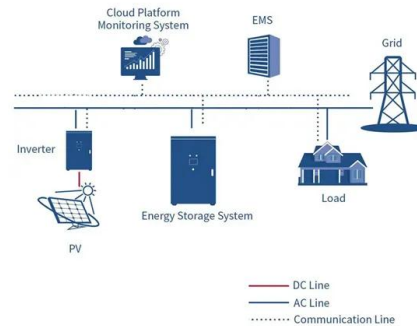 Cloud Platform
Monitoring System
EMS
Grid
Inverter
Energy Storage System
Load
PV
DC Line
AC Line
Communication Line